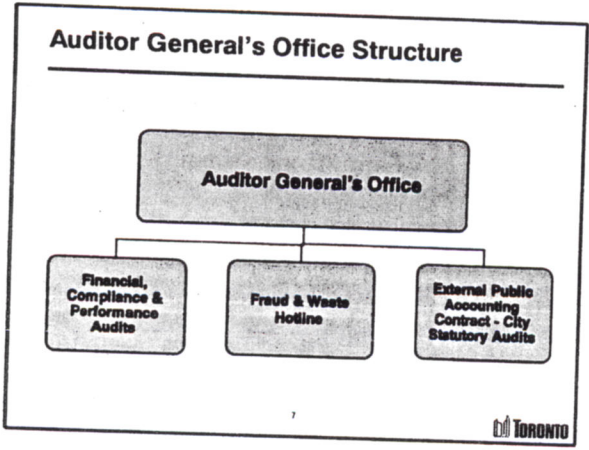 Auditor General's Office Structure
Auditor General's Office
Financial,
Compliance &
Performance
Audits
Fraud & Waste
Hotline
External Public
Accounting
Contract - City
Statutory Audits
7
TORONTO